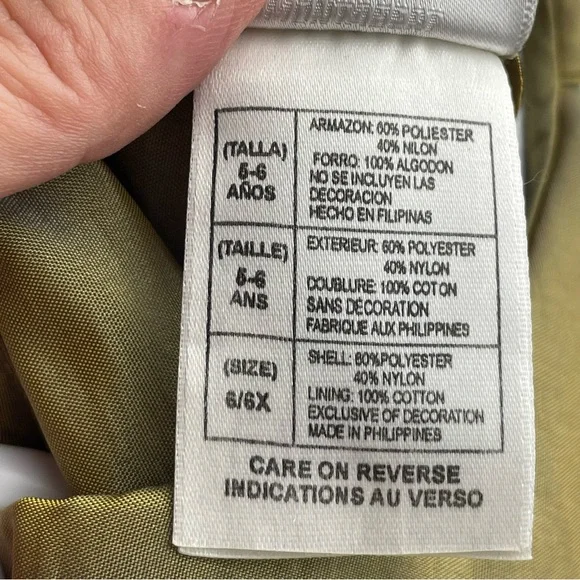 (TALLA)
5-6
AÑOS
ARMAZON: 60% POLIESTER
40% NILON
FORRO: 100% ALGODON
NO SE INCLUYEN LAS
DECORACION
HECHO EN FILIPINAS
(TAILLE)
5-6
ANS
EXTERIEUR: 60% POLYESTER
40% NYLON
DOUBLURE: 100% COTON
SANS DECORATION
FABRIQUE AUX PHILIPPINES
(SIZE)
6/6X
SHELL: 60%POLYESTER
40% NYLON
LINING: 100% COTTON
EXCLUSIVE OF DECORATION
MADE IN PHILIPPINES
CARE ON REVERSE
INDICATIONS AU VERSO